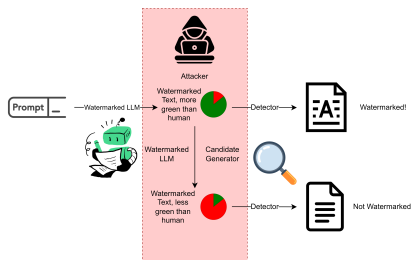 Attacker
Prompt
Watermarked LLM
Watermarked
Text, more
green than
human
Detector
A
Watermarked!
Watermarked
LLM
Candidate
Generator
Watermarked
Text, less
green than
human
Detector
Not Watermarked